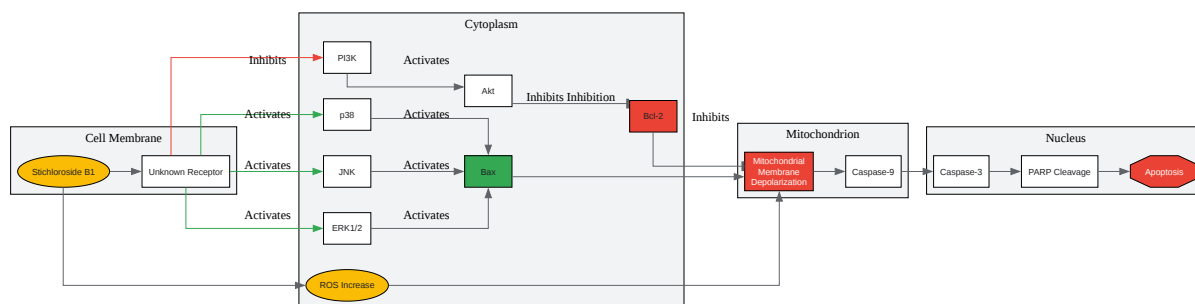 Cytoplasm
Inhibits
PI3K
Activates
Akt
Inhibits Inhibition
Bcl-2
Inhibits
Activates
p38
Activates
Cell Membrane
Stichloroside B1
Unknown Receptor
Activates
JNK
Activates
Bax
Activates
ERK1/2
Activates
ROS Increase
Mitochondrion
Mitochondrial
Membrane
Depolarization
Caspase-9
Nucleus
Caspase-3
PARP Cleavage
Apoptosis